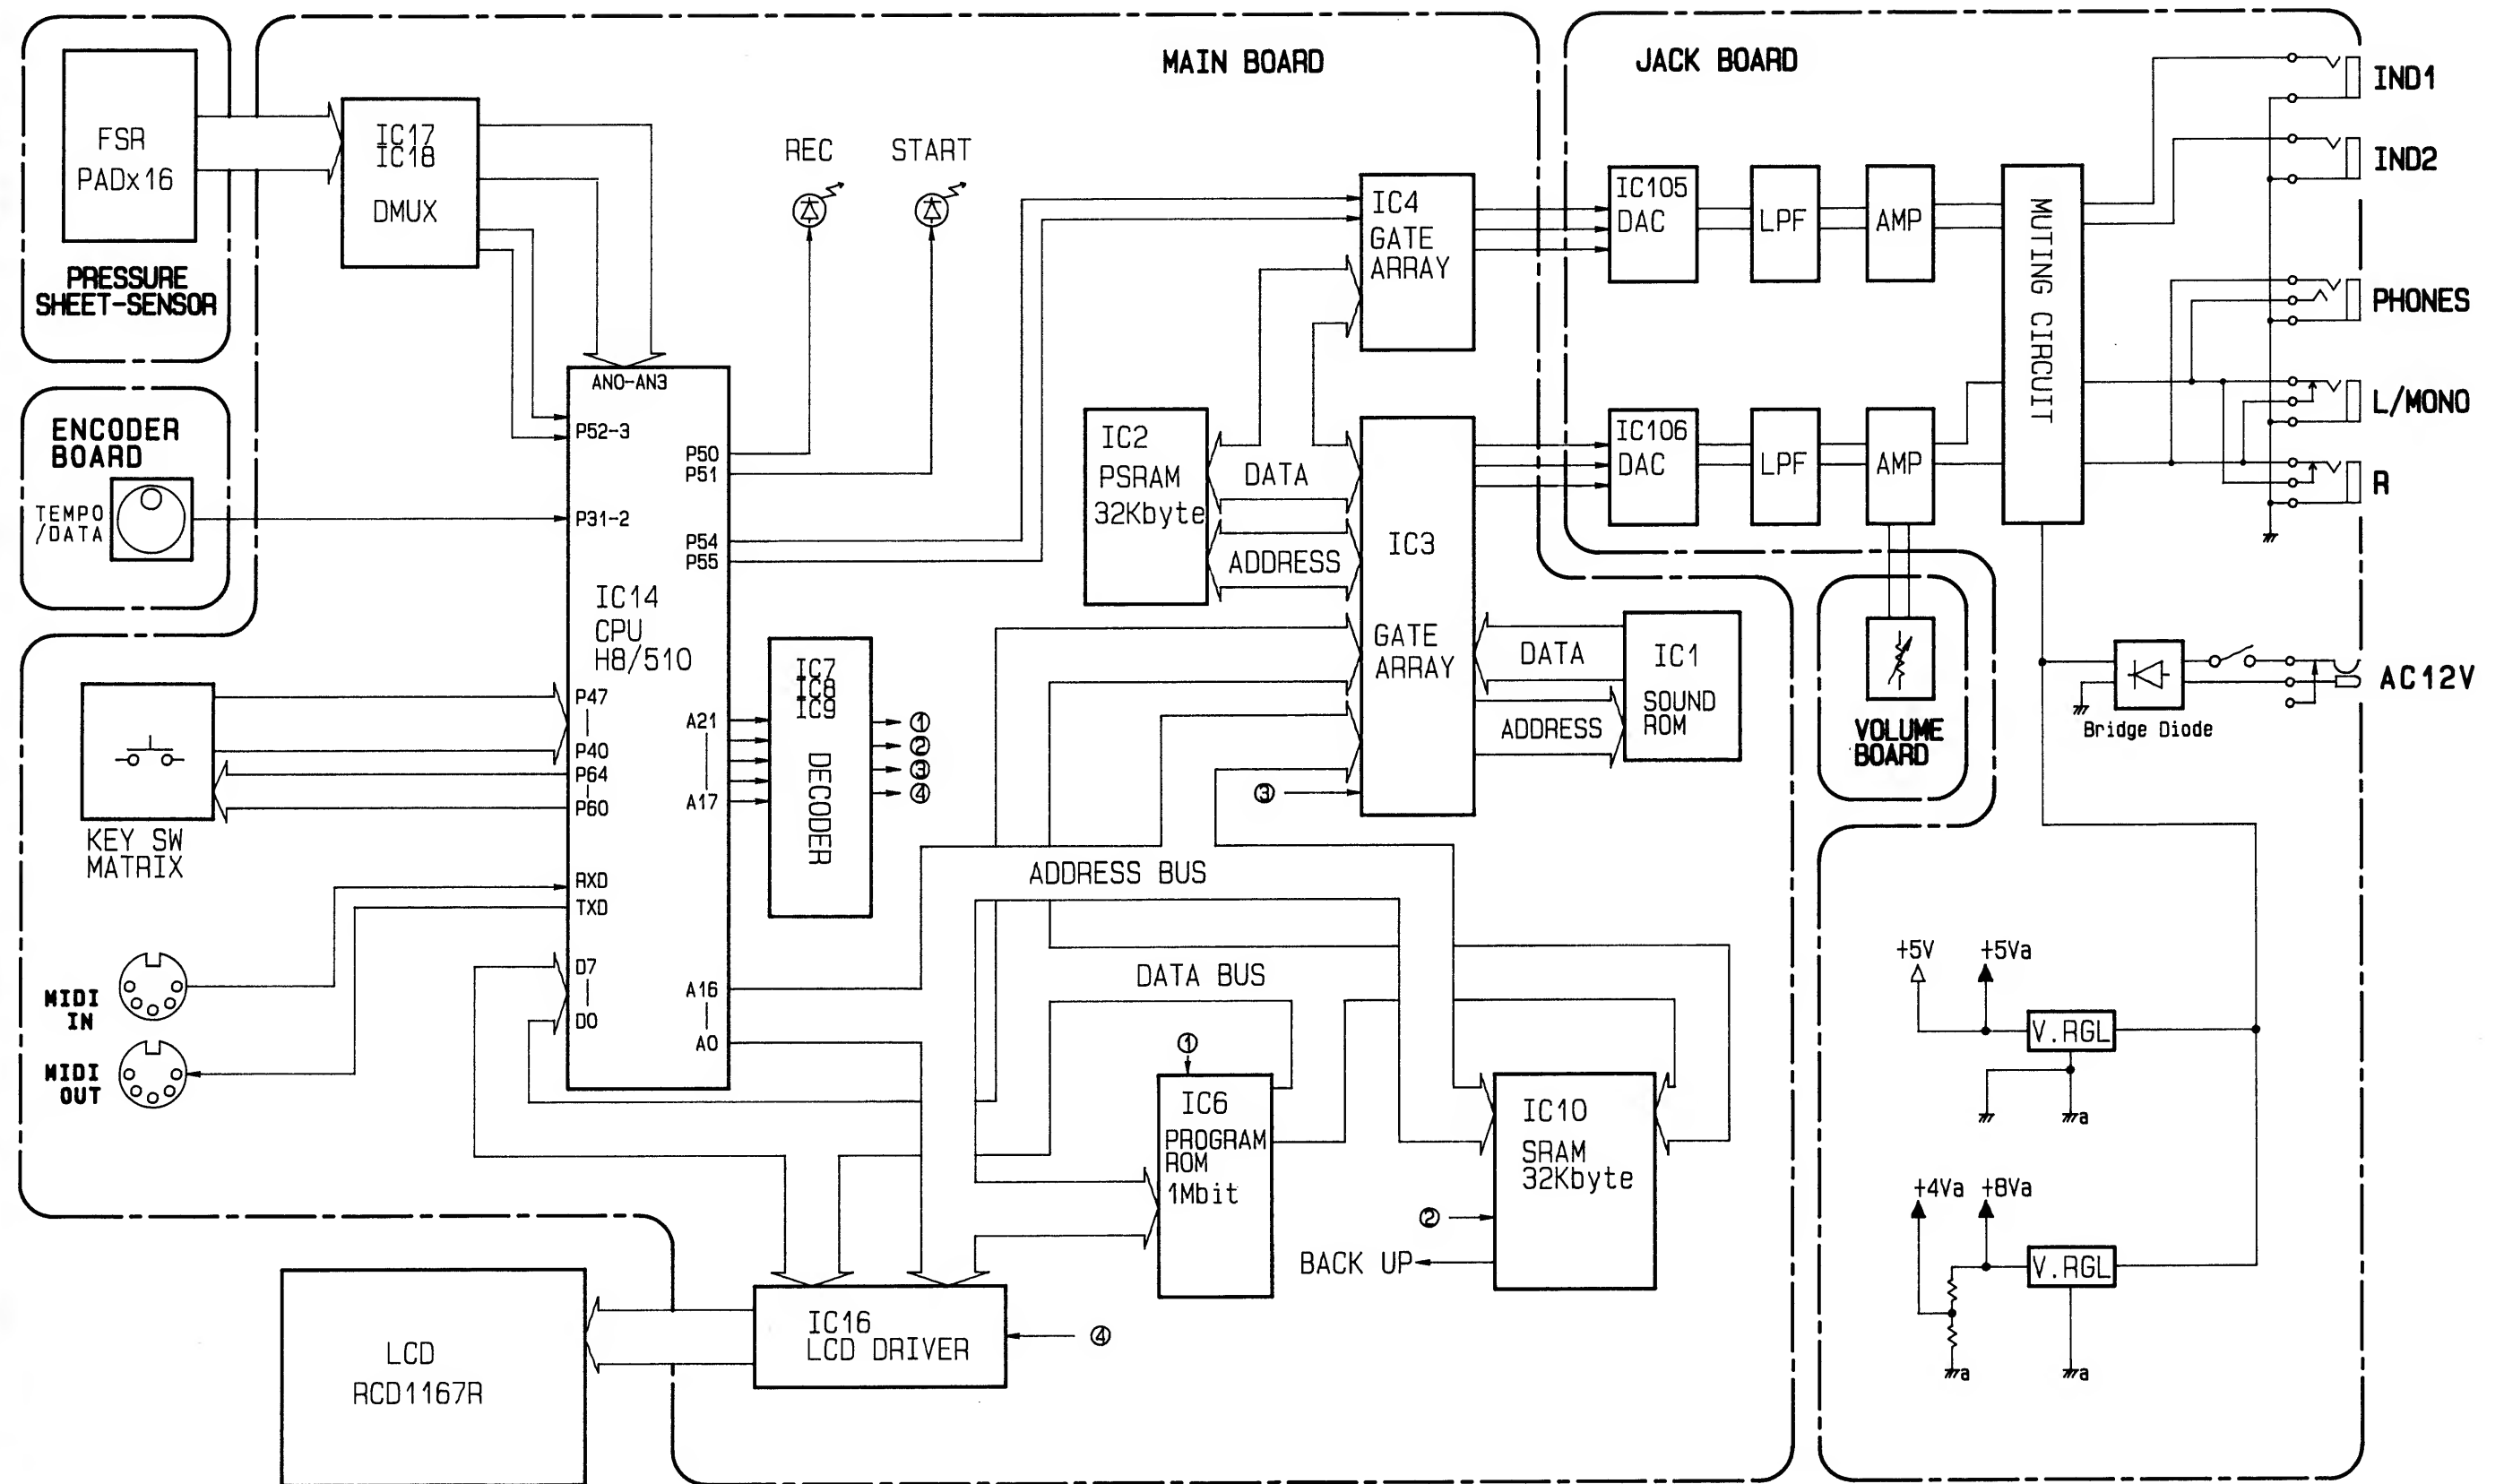 MAIN BOARD
JACK BOARD
FSR
PADx16
PRESSURE
SHEET-SENSOR
IC17
IC18
DMUX
REC
START
IC4
GATE
ARRAY
IC105
DAC
LPF
AMP
MUTING CIRCUIT
IND1
IND2
PHONES
L/MONO
R
ENCODER
BOARD
TEMPO
/DATA
AN0-AN3
P52-3
P50
P51
P31-2
P54
P55
IC14
CPU
H8/510
P47
P40
P64
P60
RXD
TXD
D7
D0
A21
A17
A16
A0
IC2
PSRAM
32Kbyte
DATA
ADDRESS
IC3
GATE
ARRAY
③
IC106
DAC
LPF
AMP
DATA
ADDRESS
IC1
SOUND
ROM
VOLUME
BOARD
Bridge Diode
AC12V
KEY SW
MATRIX
IC7
IC8
IC9
DECODER
①
②
③
④
ADDRESS BUS
DATA BUS
MIDI
IN
MIDI
OUT
①
IC6
PROGRAM
ROM
1Mbit
IC10
SRAM
32Kbyte
②
BACK UP
+5V
+5Va
V.RGL
a
+4Va
+8Va
V.RGL
a
a
LCD
RCD1167R
IC16
LCD DRIVER
④